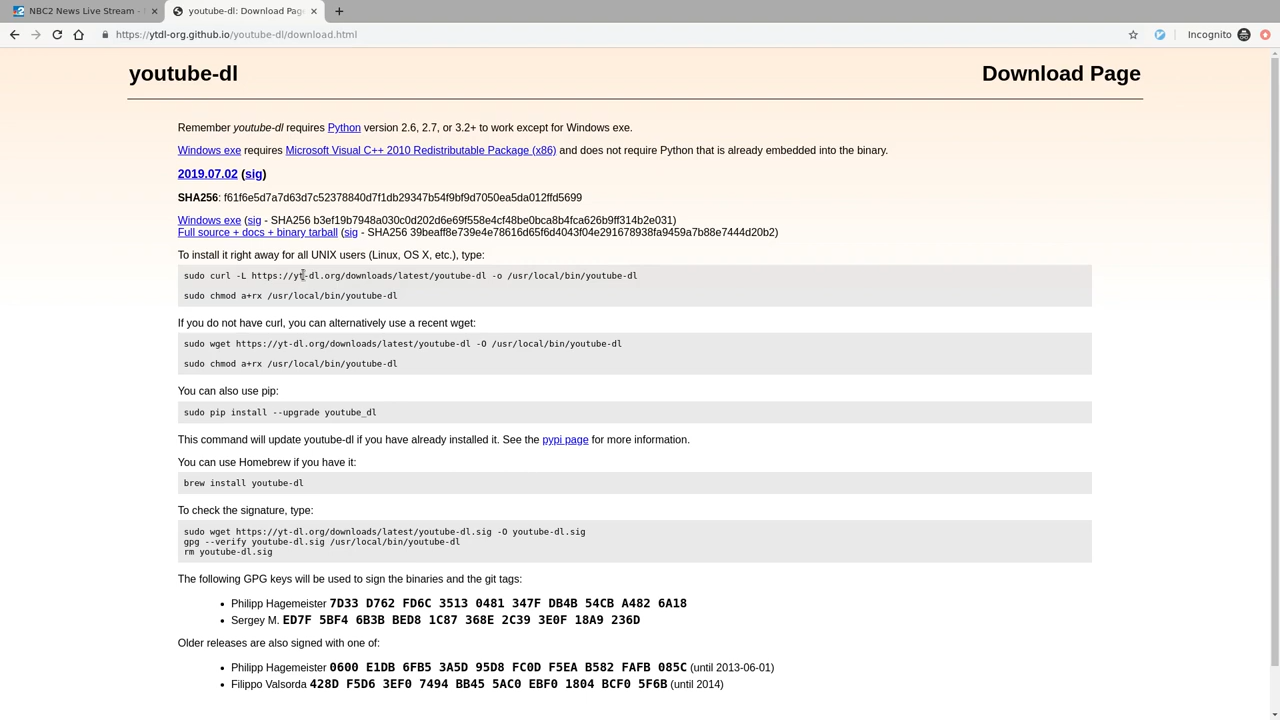 NBC2 News Live Stream -
youtube-dl: Download Page
https://ytdl-org.github.io/youtube-dl/download.html
Incognito
youtube-dl
Download Page
Remember youtube-dl requires Python version 2.6, 2.7, or 3.2+ to work except for Windows exe.
Windows exe requires Microsoft Visual C++ 2010 Redistributable Package (x86) and does not require Python that is already embedded into the binary.
2019.07.02 (sig)
SHA256: f61f6e5d7a7d63d7c52378840d7f1db29347b54f9bf9d7050ea5da012ffd5699
Windows exe (sig - SHA256 b3ef19b7948a030c0d202d6e69f558e4cf48be0bca8b4fca626b9ff314b2e031)
Full source + docs + binary tarball (sig - SHA256 39beaff8e739e4e78616d65f6d4043f04e291678938fa9459a7b88e7444d20b2)
To install it right away for all UNIX users (Linux, OS X, etc.), type:
sudo curl -L https://yt-dl.org/downloads/latest/youtube-dl -o /usr/local/bin/youtube-dl
sudo chmod a+rx /usr/local/bin/youtube-dl
If you do not have curl, you can alternatively use a recent wget:
sudo wget https://yt-dl.org/downloads/latest/youtube-dl -O /usr/local/bin/youtube-dl
sudo chmod a+rx /usr/local/bin/youtube-dl
You can also use pip:
sudo pip install --upgrade youtube_dl
This command will update youtube-dl if you have already installed it. See the pypi page for more information.
You can use Homebrew if you have it:
brew install youtube-dl
To check the signature, type:
sudo wget https://yt-dl.org/downloads/latest/youtube-dl.sig -O youtube-dl.sig
gpg --verify youtube-dl.sig /usr/local/bin/youtube-dl
rm youtube-dl.sig
The following GPG keys will be used to sign the binaries and the git tags:
• Philipp Hagemeister 7D33 D762 FD6C 3513 0481 347F DB4B 54CB A482 6A18
• Sergey M. ED7F 5BF4 6B3B BED8 1C87 368E 2C39 3E0F 18A9 236D
Older releases are also signed with one of:
• Philipp Hagemeister 0600 E1DB 6FB5 3A5D 95D8 FC0D F5EA B582 FAFB 085C (until 2013-06-01)
• Filippo Valsorda 428D F5D6 3EF0 7494 BB45 5AC0 EBF0 1804 BCF0 5F6B (until 2014)